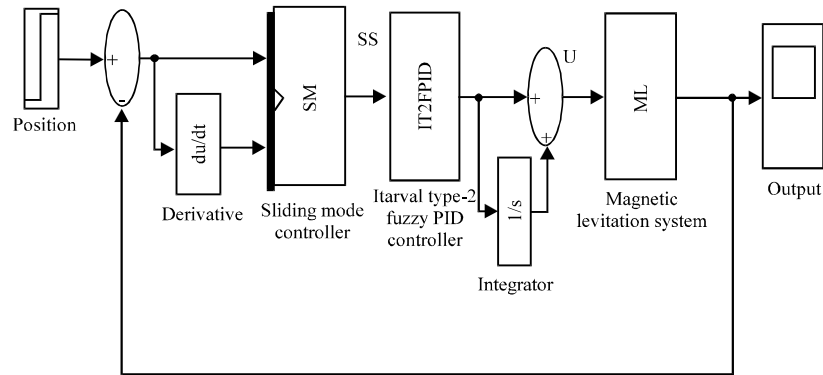 Position
+
-
du/dt
Derivative
SM
Sliding mode
controller
SS
IT2FPID
Itarval type-2
fuzzy PID
controller
1/s
Integrator
+
+
U
ML
Magnetic
levitation system
Output